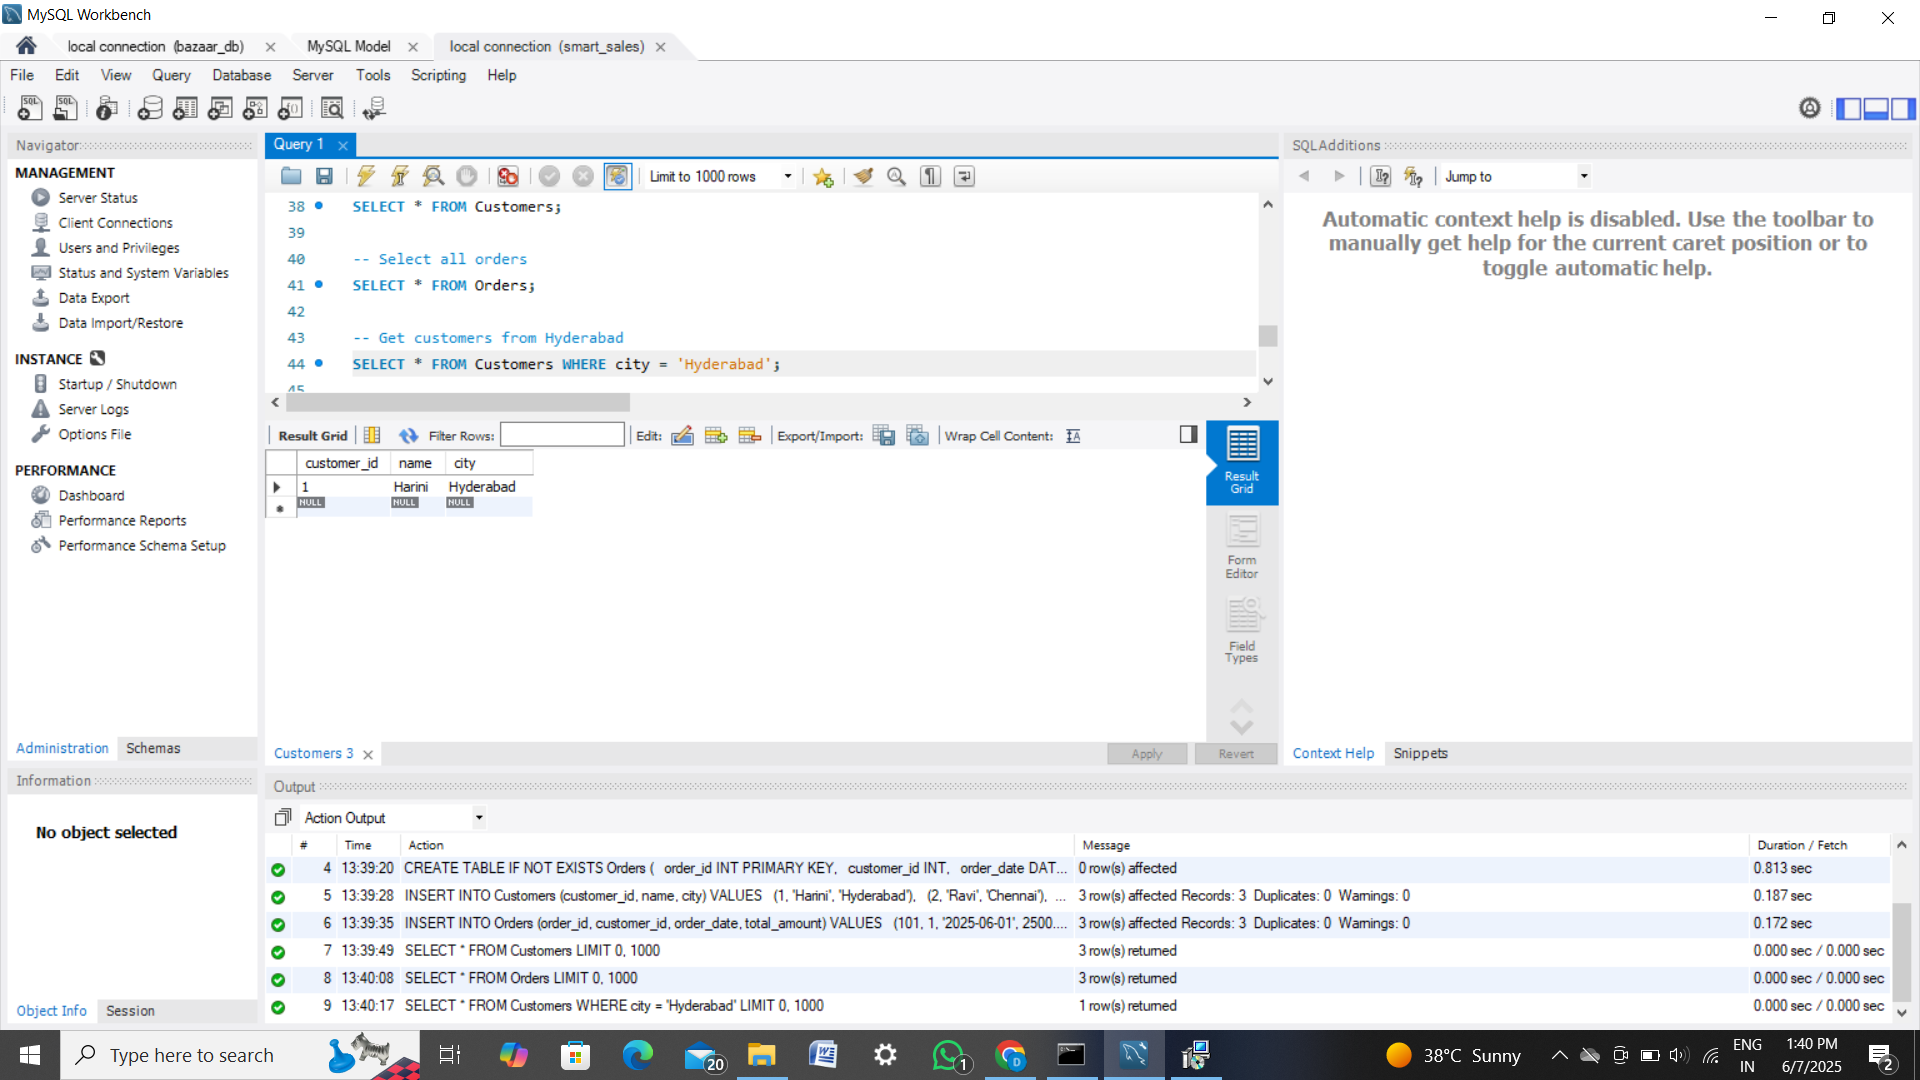 MySQL Workbench
local connection (bazaar_db)
MySQL Model
local connection (smart_sales)
File Edit View Query Database Server Tools Scripting Help
Navigator
MANAGEMENT
Server Status
Client Connections
Users and Privileges
Status and System Variables
Data Export
Data Import/Restore
INSTANCE
Startup / Shutdown
Server Logs
Options File
PERFORMANCE
Dashboard
Performance Reports
Performance Schema Setup
Administration Schemas
Information
No object selected
Object Info Session
Query 1
Limit to 1000 rows
38 SELECT * FROM Customers;
39
40 -- Select all orders
41 SELECT * FROM Orders;
42
43 -- Get customers from Hyderabad
44 SELECT * FROM Customers WHERE city = 'Hyderabad';
45
Result Grid Filter Rows: Edit: Export/Import: Wrap Cell Content:
customer_id name city
1 Harini Hyderabad
NULL NULL NULL
Result Grid
Form Editor
Field Types
Customers 3
Apply Revert
SQLAdditions
Jump to
Automatic context help is disabled. Use the toolbar to
manually get help for the current caret position or to
toggle automatic help.
Context Help Snippets
Output
Action Output
# Time Action Message Duration / Fetch
4 13:39:20 CREATE TABLE IF NOT EXISTS Orders ( order_id INT PRIMARY KEY, customer_id INT, order_date DAT... 0 row(s) affected 0.813 sec
5 13:39:28 INSERT INTO Customers (customer_id, name, city) VALUES (1, 'Harini', 'Hyderabad'), (2, 'Ravi', 'Chennai'), ... 3 row(s) affected Records: 3 Duplicates: 0 Warnings: 0 0.187 sec
6 13:39:35 INSERT INTO Orders (order_id, customer_id, order_date, total_amount) VALUES (101, 1, '2025-06-01', 2500.... 3 row(s) affected Records: 3 Duplicates: 0 Warnings: 0 0.172 sec
7 13:39:49 SELECT * FROM Customers LIMIT 0, 1000 3 row(s) returned 0.000 sec / 0.000 sec
8 13:40:08 SELECT * FROM Orders LIMIT 0, 1000 3 row(s) returned 0.000 sec / 0.000 sec
9 13:40:17 SELECT * FROM Customers WHERE city = 'Hyderabad' LIMIT 0, 1000 1 row(s) returned 0.000 sec / 0.000 sec
Type here to search
20
1
38°C Sunny
ENG
IN
1:40 PM
6/7/2025
2